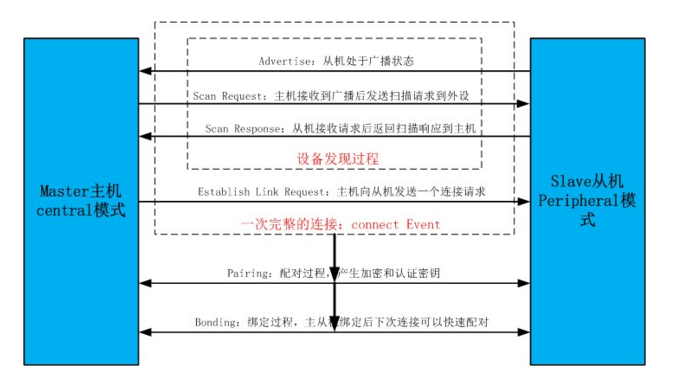 Advertise：从机处于广播状态
Scan Request：主机接收到广播后发送扫描请求到外设
Scan Response：从机接收请求后返回扫描响应到主机
设备发现过程
Master主机
central模式
Slave从机
Peripheral模
式
Establish Link Request：主机向从机发送一个连接请求
一次完整的连接：connect Event
Pairing：配对过程，产生加密和认证密钥
Bonding：绑定过程，主从机绑定后下次连接可以快速配对